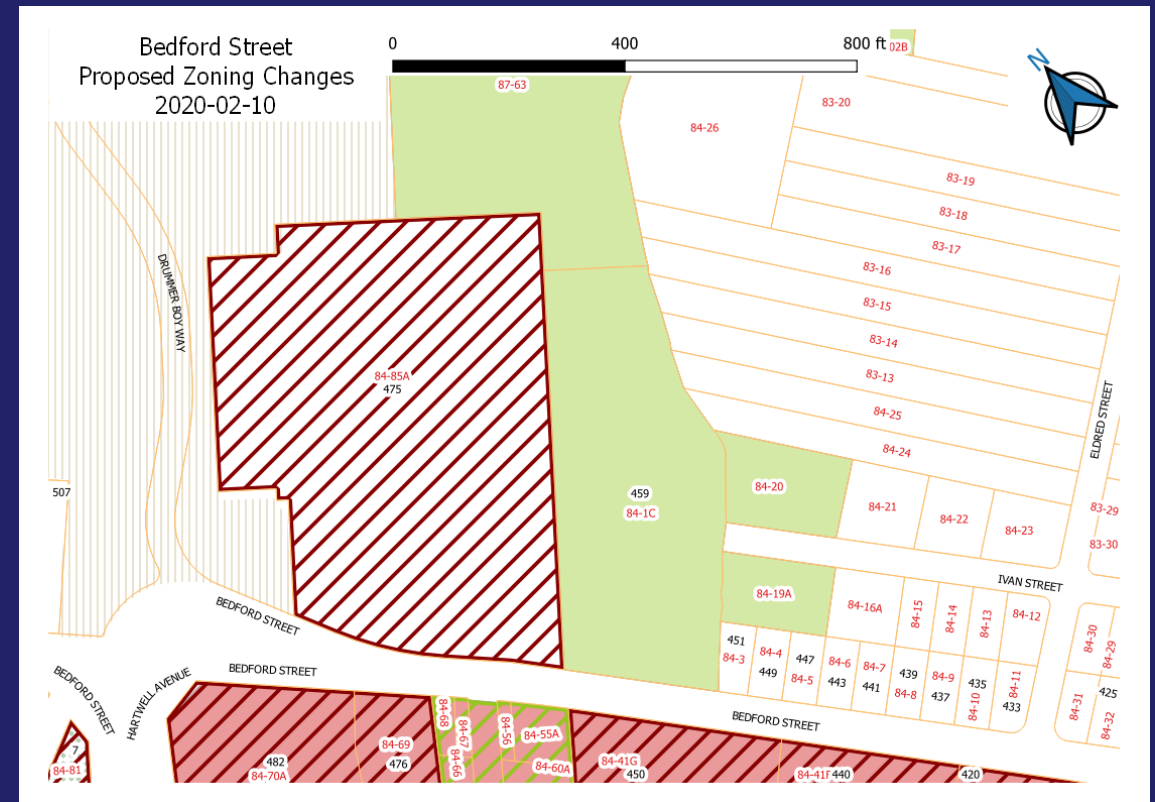 Bedford Street
Proposed Zoning Changes
2020-02-10
0
400
800 ft
02B
N
87-63
84-26
83-20
83-19
83-18
83-17
83-16
83-15
83-14
83-13
84-25
84-24
DRUMMER BOY WAY
84-85A
475
ELDRED STREET
507
459
84-1C
84-20
84-21
84-22
84-23
83-29
83-30
IVAN STREET
84-19A
84-16A
84-15
84-14
84-13
84-12
BEDFORD STREET
451
84-3
84-4
449
447
84-5
84-6
443
84-7
441
439
84-8
84-9
437
435
84-10
84-11
433
84-30
84-29
84-31
425
84-32
BEDFORD STREET
HARTWELL AVENUE
BEDFORD STREET
BEDFORD STREET
7
84-81
482
84-70A
84-69
476
84-68
84-67
84-66
84-56
84-55A
84-60A
84-41G
450
84-41F
440
420